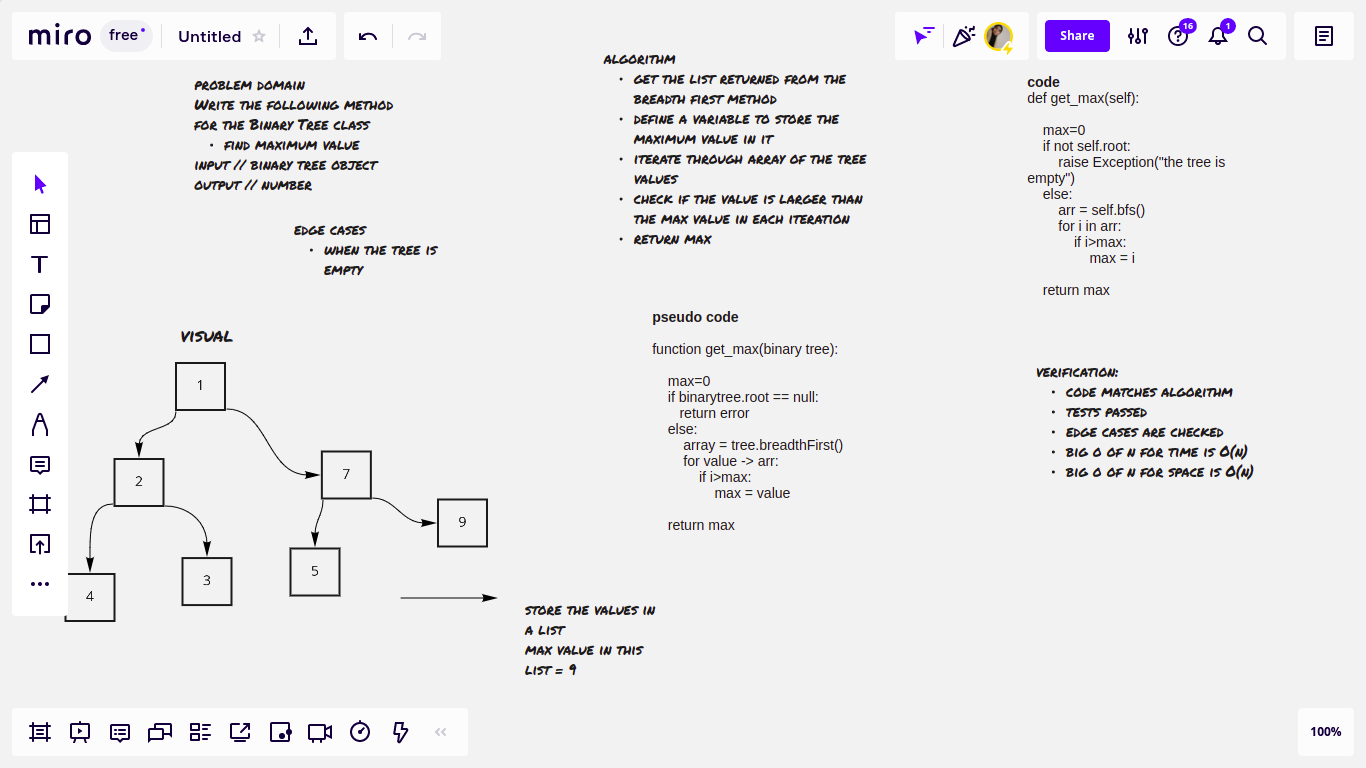 miro
free
Untitled
Share
16
1
PROBLEM DOMAIN
WRITE THE FOLLOWING METHOD
FOR THE BINARY TREE CLASS
• FIND MAXIMUM VALUE
INPUT // BINARY TREE OBJECT
OUTPUT // NUMBER
EDGE CASES
• WHEN THE TREE IS
EMPTY
VISUAL
1
2
7
9
4
3
5
STORE THE VALUES IN
A LIST
MAX VALUE IN THIS
LIST = 9
ALGORITHM
• GET THE LIST RETURNED FROM THE
BREADTH FIRST METHOD
• DEFINE A VARIABLE TO STORE THE
MAXIMUM VALUE IN IT
• ITERATE THROUGH ARRAY OF THE TREE
VALUES
• CHECK IF THE VALUE IS LARGER THAN
THE MAX VALUE IN EACH ITERATION
• RETURN MAX
pseudo code
function get_max(binary tree):
max=0
if binarytree.root == null:
return error
else:
array = tree.breadthFirst()
for value -> arr:
if i>max:
max = value
return max
code
def get_max(self):
max=0
if not self.root:
raise Exception("the tree is
empty")
else:
arr = self.bfs()
for i in arr:
if i>max:
max = i
return max
VERIFICATION:
• CODE MATCHES ALGORITHM
• TESTS PASSED
• EDGE CASES ARE CHECKED
• BIG O OF N FOR TIME IS O(N)
• BIG O OF N FOR SPACE IS O(N)
100%